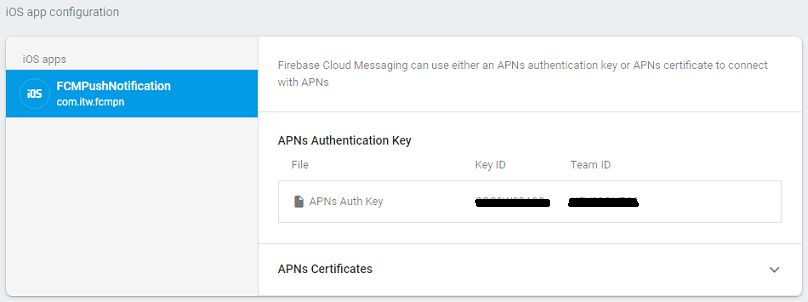 iOS app configuration
iOS apps
iOS
FCMPushNotification
com.itw.fcmpn
Firebase Cloud Messaging can use either an APNs authentication key or APNs certificate to connect
with APNs
APNs Authentication Key
File Key ID Team ID
APNs Auth Key
APNs Certificates